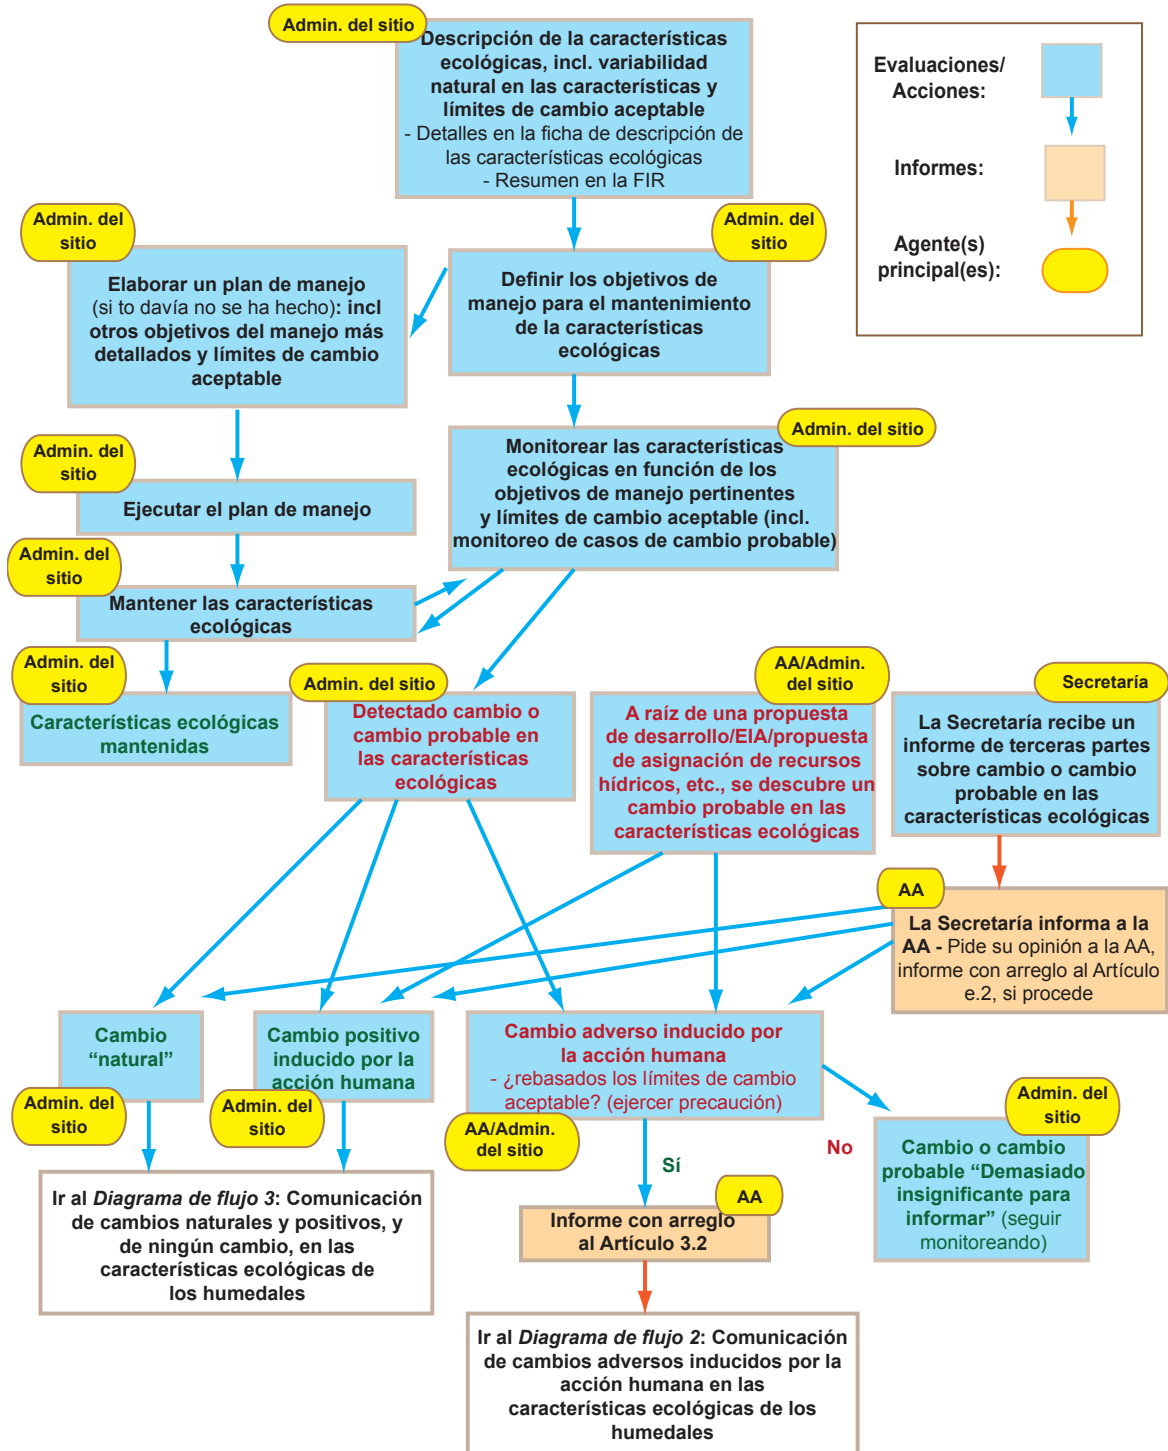 Admin. del sitio
Descripción de la características
ecológicas, incl. variabilidad
natural en las características y
límites de cambio aceptable
- Detalles en la ficha de descripción de
las características ecológicas
- Resumen en la FIR
Evaluaciones/
Acciones:
Informes:
Agente(s)
principal(es):
Admin. del
sitio
Elaborar un plan de manejo
(si to davía no se ha hecho): incl
otros objetivos del manejo más
detallados y límites de cambio
aceptable
Admin. del
sitio
Definir los objetivos de
manejo para el mantenimiento
de la características
ecológicas
Admin. del sitio
Monitorear las características
ecológicas en función de los
objetivos de manejo pertinentes
y límites de cambio aceptable (incl.
monitoreo de casos de cambio probable)
Admin. del
sitio
Ejecutar el plan de manejo
Admin. del
sitio
Mantener las características
ecológicas
Admin. del
sitio
Características ecológicas
mantenidas
Admin. del sitio
Detectado cambio o
cambio probable en
las características
ecológicas
AA/Admin.
del sitio
A raíz de una propuesta
de desarrollo/EIA/propuesta
de asignación de recursos
hídricos, etc., se descubre un
cambio probable en las
características ecológicas
Secretaría
La Secretaría recibe un
informe de terceras partes
sobre cambio o cambio
probable en las
características ecológicas
AA
La Secretaría informa a la
AA - Pide su opinión a la AA,
informe con arreglo al Artículo
e.2, si procede
Cambio
“natural”
Admin. del
sitio
Cambio positivo
inducido por la
acción humana
Admin. del
sitio
Cambio adverso inducido por
la acción humana
- ¿rebasados los límites de cambio
aceptable? (ejercer precaución)
AA/Admin.
del sitio
Sí
No
Admin. del
sitio
Cambio o cambio
probable “Demasiado
insignificante para
informar” (seguir
monitoreando)
Ir al Diagrama de flujo 3: Comunicación
de cambios naturales y positivos, y
de ningún cambio, en las
características ecológicas de
los humedales
AA
Informe con arreglo
al Artículo 3.2
Ir al Diagrama de flujo 2: Comunicación
de cambios adversos inducidos por la
acción humana en las
características ecológicas de los
humedales